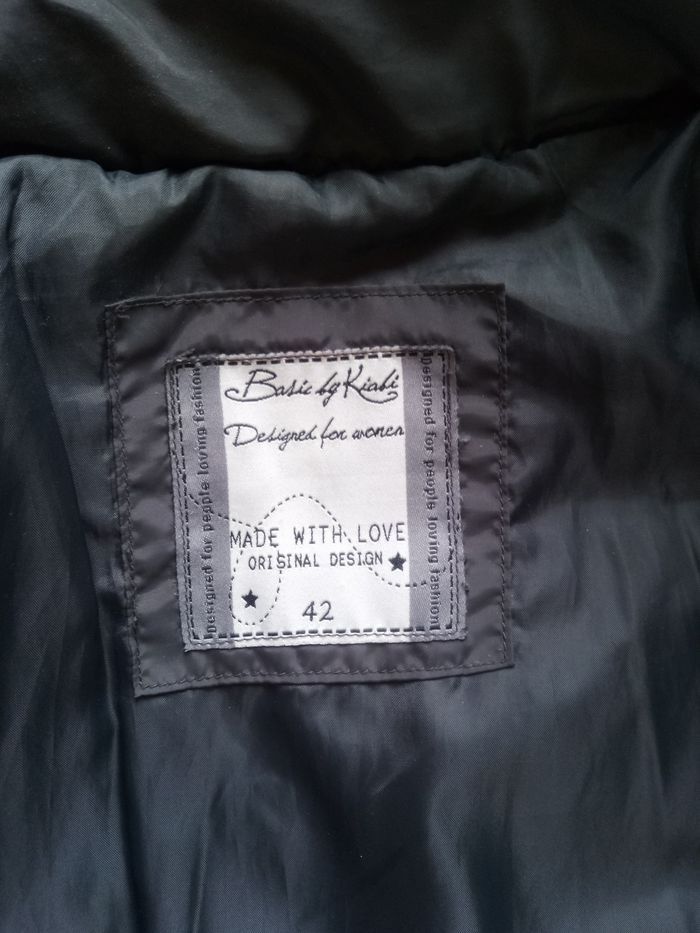 Basic by Kiabi
Designed for women
MADE WITH LOVE
ORIGINAL DESIGN
42
Designed for people loving fashion
Designed for people loving fashion